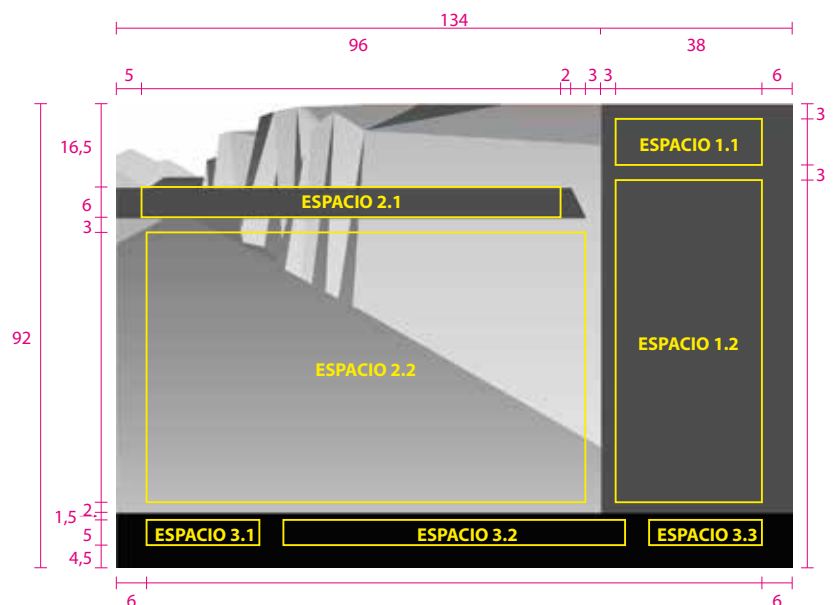 134
96 38
5 2 3 3 6
3
16,5
ESPACIO 1.1
3
6
ESPACIO 2.1
3
92
ESPACIO 1.2
ESPACIO 2.2
2
1,5
5
ESPACIO 3.1 ESPACIO 3.2 ESPACIO 3.3
4,5
6 6